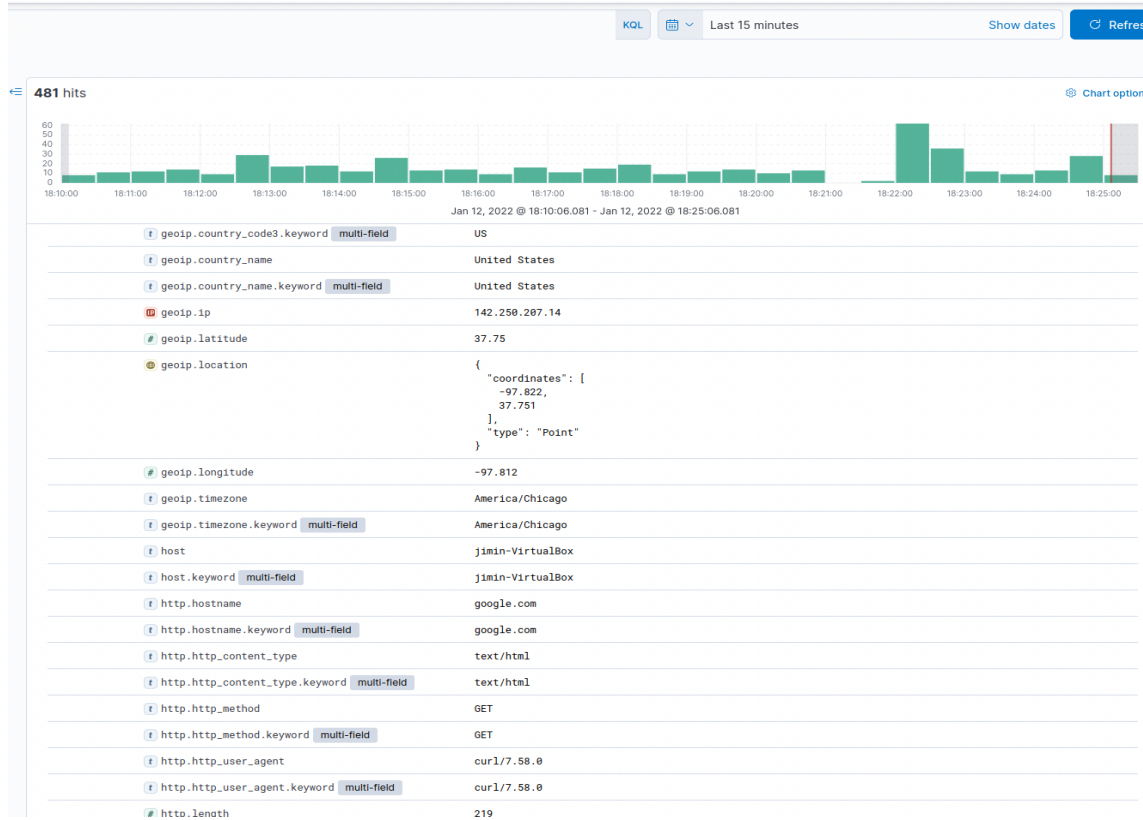 KQL Last 15 minutes Show dates Refres
481 hits Chart option
60
50
40
30
20
10
0
18:10:00 18:11:00 18:12:00 18:13:00 18:14:00 18:15:00 18:16:00 18:17:00 18:18:00 18:19:00 18:20:00 18:21:00 18:22:00 18:23:00 18:24:00 18:25:00
Jan 12, 2022 @ 18:10:06.081 - Jan 12, 2022 @ 18:25:06.081
t geoip.country_code3.keyword multi-field US
t geoip.country_name United States
t geoip.country_name.keyword multi-field United States
IP geoip.ip 142.250.207.14
# geoip.latitude 37.75
geoip.location {
"coordinates": [
-97.822,
37.751
],
"type": "Point"
}
# geoip.longitude -97.812
t geoip.timezone America/Chicago
t geoip.timezone.keyword multi-field America/Chicago
t host jimin-VirtualBox
t host.keyword multi-field jimin-VirtualBox
t http.hostname google.com
t http.hostname.keyword multi-field google.com
t http.http_content_type text/html
t http.http_content_type.keyword multi-field text/html
t http.http_method GET
t http.http_method.keyword multi-field GET
t http.http_user_agent curl/7.58.0
t http.http_user_agent.keyword multi-field curl/7.58.0
# http.length 219